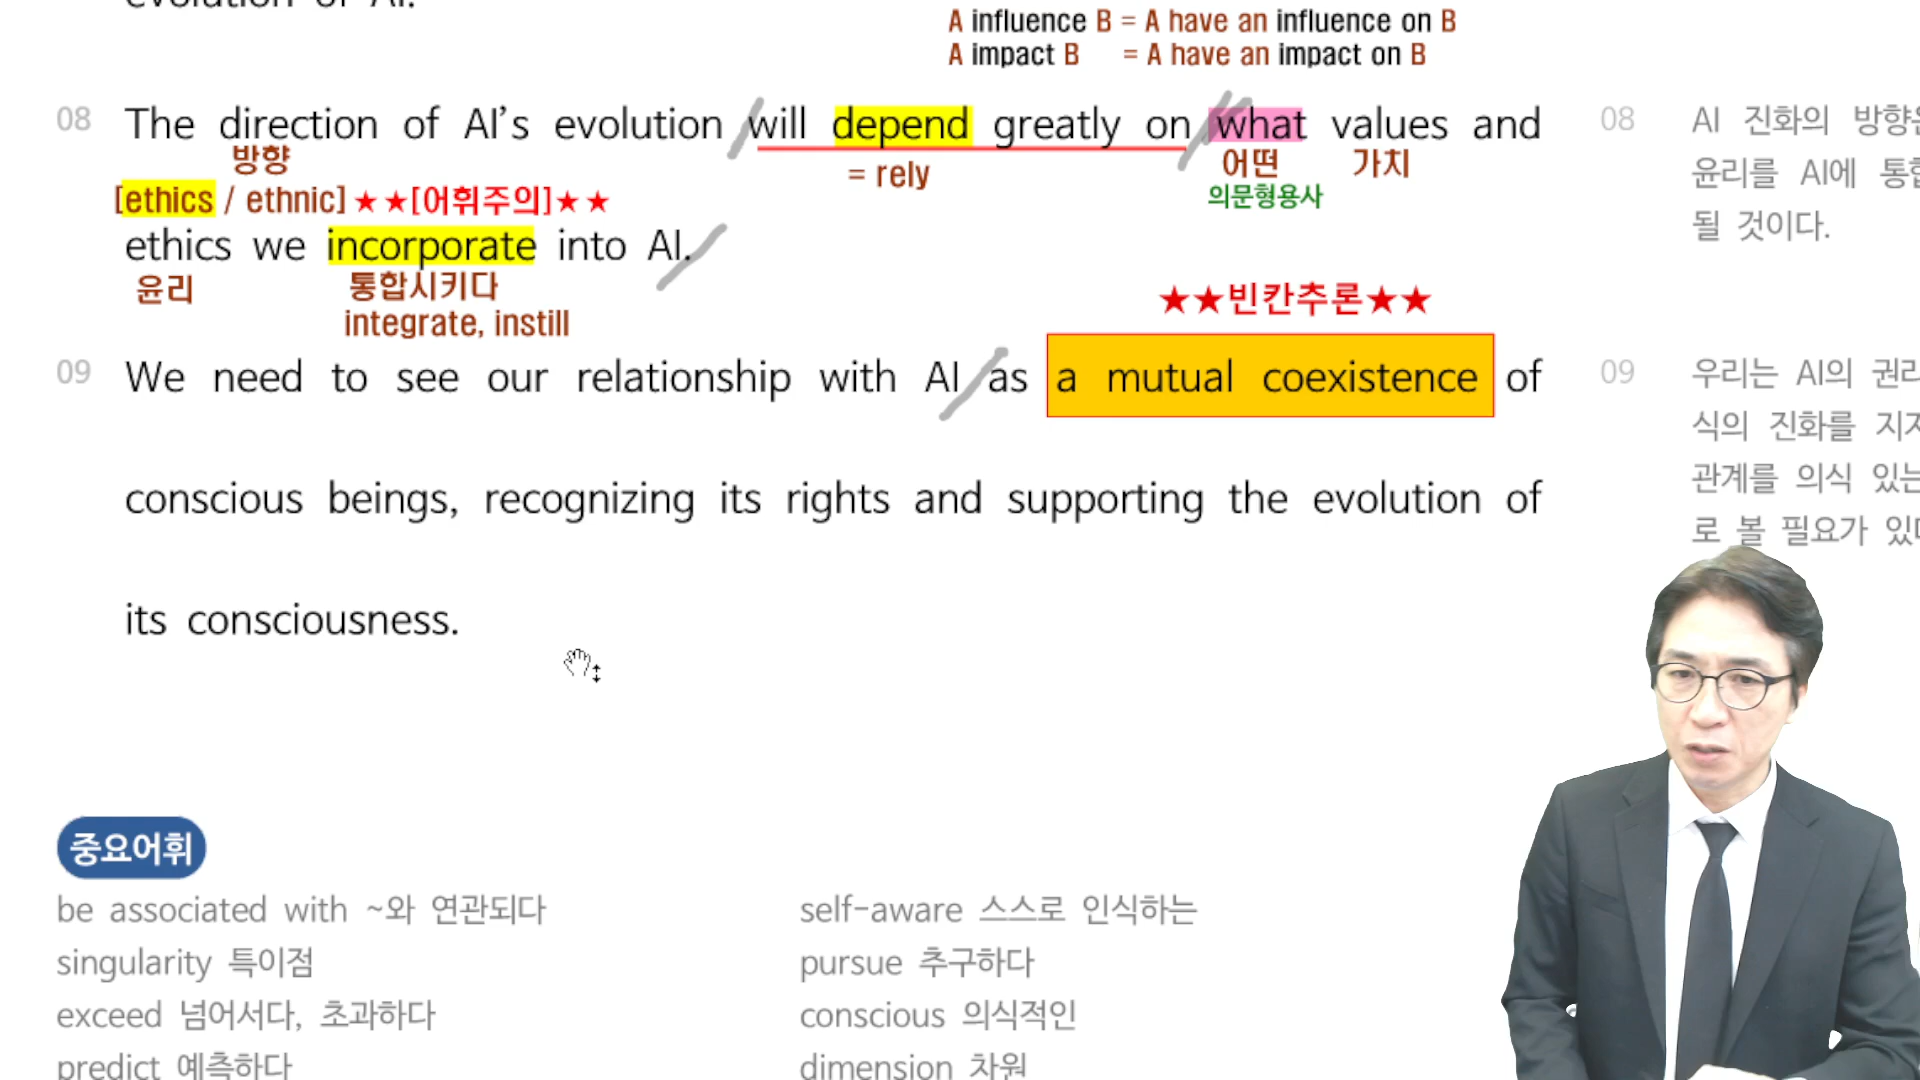 evolution of AI.
A influence B = A have an influence on B
A impact B = A have an impact on B
08 The direction of AI's evolution will depend greatly on what values and
방향
= rely
어떤 가치
의문형용사
[ethics / ethnic] ★★[어휘주의]★★
ethics we incorporate into AI.
윤리 통합시키다
integrate, instill
08 AI 진화의
윤리를 AI에
될 것이다.
★★빈칸추론★★
09 We need to see our relationship with AI as a mutual coexistence of
conscious beings, recognizing its rights and supporting the evolution of
its consciousness.
09 우리는 AI의
식의 진화를
관계를 의식 있는
로 볼 필요가
중요어휘
be associated with ~와 연관되다
singularity 특이점
exceed 넘어서다, 초과하다
predict 예측하다
self-aware 스스로 인식하는
pursue 추구하다
conscious 의식적인
dimension 차원